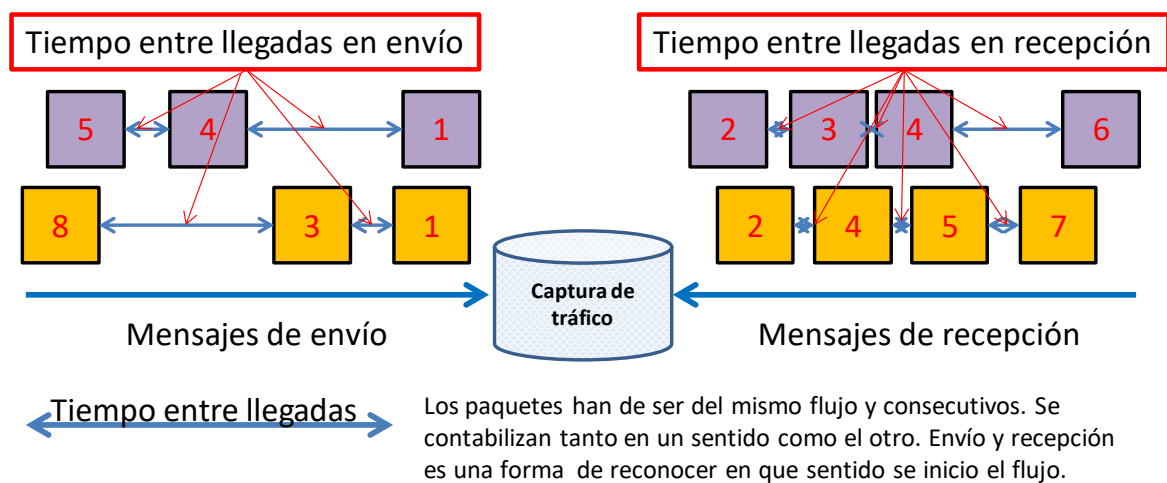 Tiempo entre llegadas en envío
Tiempo entre llegadas en recepción
5 4 1
2 3 4 6
8 3 1
2 4 5 7
Captura de
tráfico
Mensajes de envío
Mensajes de recepción
Tiempo entre llegadas
Los paquetes han de ser del mismo flujo y consecutivos. Se
contabilizan tanto en un sentido como el otro. Envío y recepción
es una forma de reconocer en que sentido se inicio el flujo.